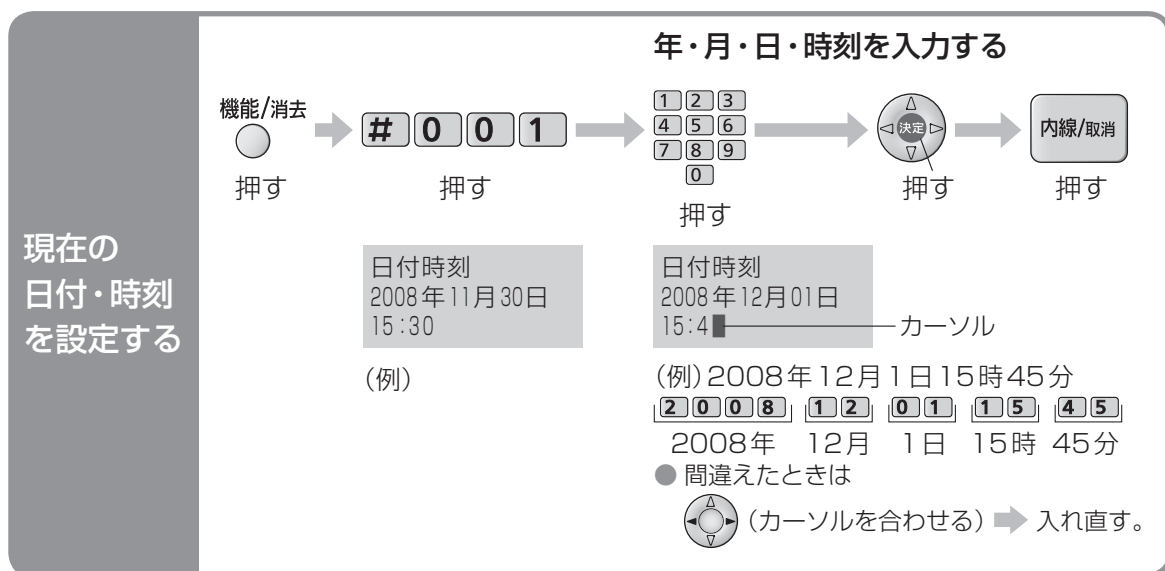 現在の
日付・時刻
を設定する
年・月・日・時刻を入力する
機能/消去
押す
#001
押す
1 2 3
4 5 6
7 8 9
0
押す
決定
押す
内線/取消
押す
日付時刻
2008年11月30日
15:30
(例)
日付時刻
2008年12月01日
15:4
カーソル
(例)2008年12月1日15時45分
2008 12 01 15 45
2008年 12月 1日 15時 45分
● 間違えたときは
(カーソルを合わせる) 入れ直す。